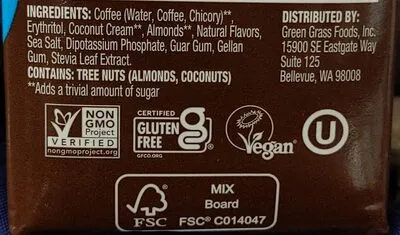 INGREDIENTS: Coffee (Water, Coffee, Chicory)**,
Erythritol, Coconut Cream**, Almonds**, Natural Flavors,
Sea Salt, Dipotassium Phosphate, Guar Gum, Gellan
Gum, Stevia Leaf Extract.
CONTAINS: TREE NUTS (ALMONDS, COCONUTS)
**Adds a trivial amount of sugar
DISTRIBUTED BY:
Green Grass Foods, Inc.
15900 SE Eastgate Way
Suite 125
Bellevue, WA 98008
NON
GMO
Project
VERIFIED
nongmoproject.org
CERTIFIED
GLUTEN
FREE
GFCO.ORG
Vegan
U
FSC
MIX
Board
FSC® C014047